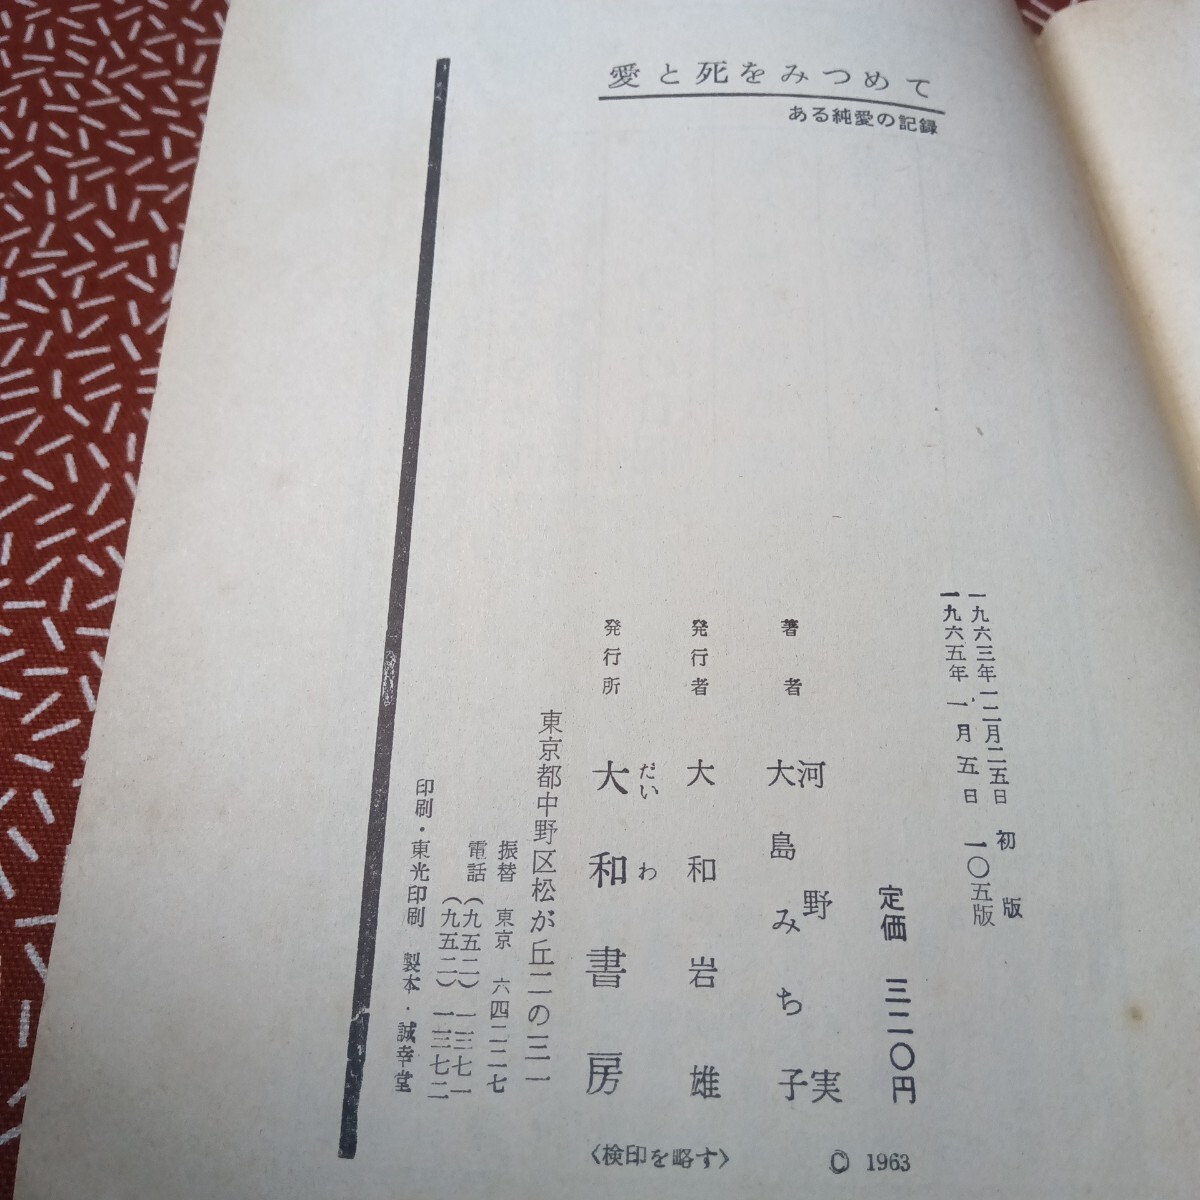 愛と死をみつめて
ある純愛の記録
一九六三年一二月二五日 初版
一九六五年一月五日 一〇五版
定価 三二〇円
著者 河野実
大島みち子
発行者 大和岩雄
発行所 大和書房
だいわ
東京都中野区松が丘二の三一
振替 東京 六四二二七
電話(九五二)一三七一
(九五二)一三七二
印刷・東光印刷 製本・誠幸堂
〈検印を略す〉
© 1963